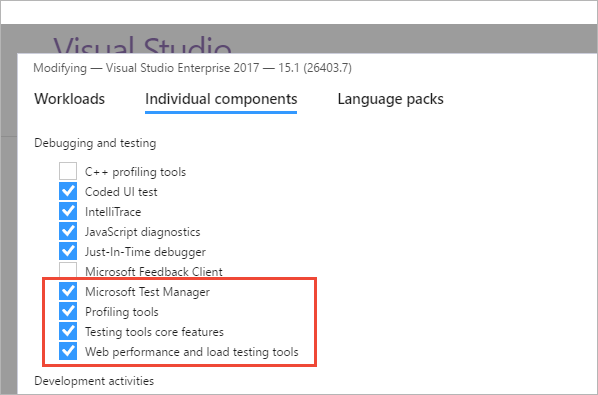 Visual Studio
Modifying — Visual Studio Enterprise 2017 — 15.1 (26403.7)
Workloads Individual components Language packs
Debugging and testing
C++ profiling tools
Coded UI test
IntelliTrace
JavaScript diagnostics
Just-In-Time debugger
Microsoft Feedback Client
Microsoft Test Manager
Profiling tools
Testing tools core features
Web performance and load testing tools
Development activities